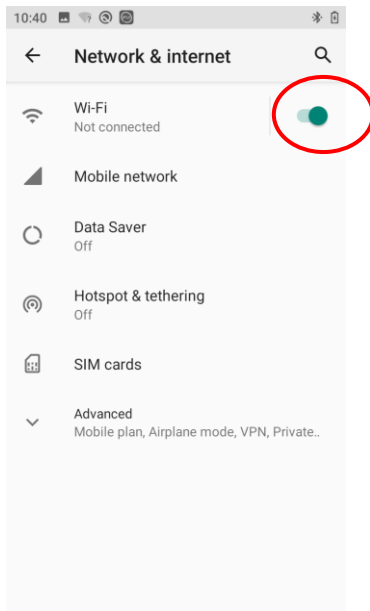 10:40
Network & internet
Wi-Fi
Not connected
Mobile network
Data Saver
Off
Hotspot & tethering
Off
SIM cards
Advanced
Mobile plan, Airplane mode, VPN, Private..